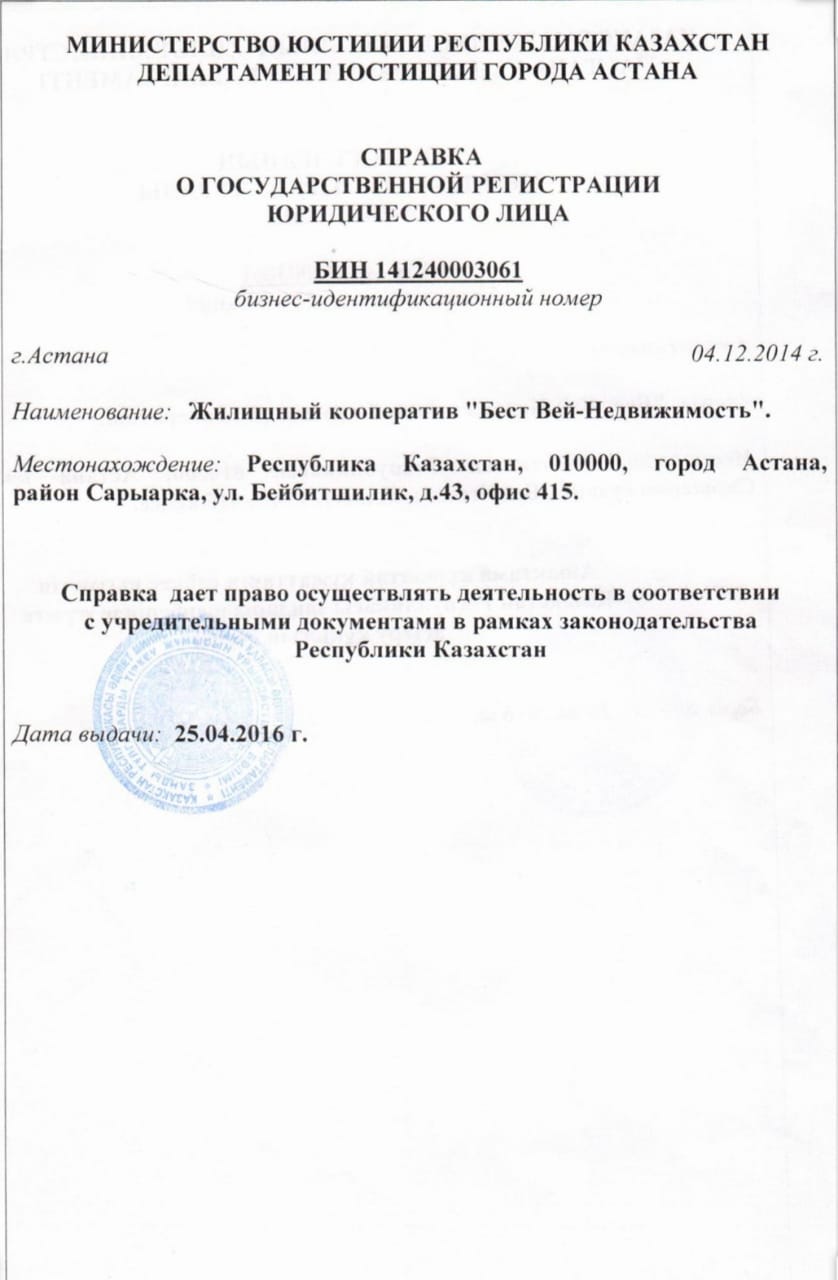 МИНИСТЕРСТВО ЮСТИЦИИ РЕСПУБЛИКИ КАЗАХСТАН
ДЕПАРТАМЕНТ ЮСТИЦИИ ГОРОДА АСТАНА
СПРАВКА
О ГОСУДАРСТВЕННОЙ РЕГИСТРАЦИИ
ЮРИДИЧЕСКОГО ЛИЦА
БИН 141240003061
бизнес-идентификационный номер
г.Астана 04.12.2014 г.
Наименование: Жилищный кооператив "Бест Вей-Недвижимость".
Местонахождение: Республика Казахстан, 010000, город Астана,
район Сарыарка, ул. Бейбитшилик, д.43, офис 415.
Справка дает право осуществлять деятельность в соответствии
с учредительными документами в рамках законодательства
Республики Казахстан
Дата выдачи: 25.04.2016 г.